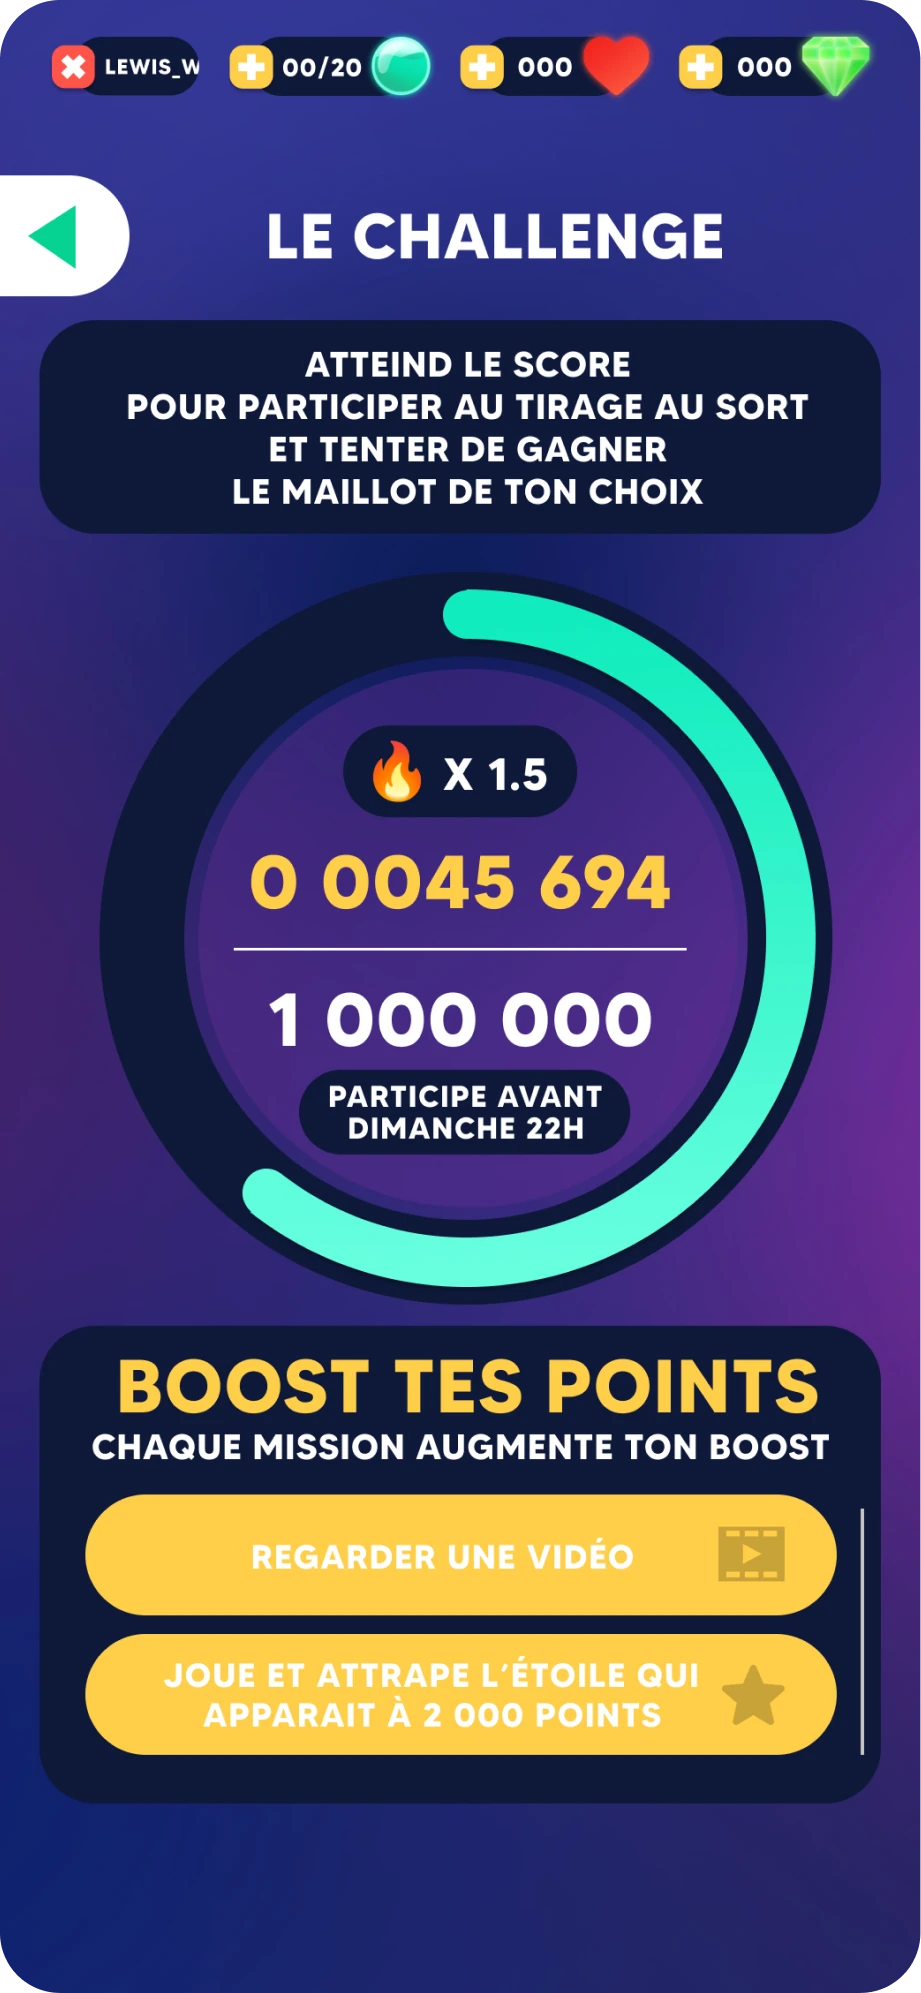 LEWIS_W
00/20
000
000
LE CHALLENGE
ATTEIND LE SCORE
POUR PARTICIPER AU TIRAGE AU SORT
ET TENTER DE GAGNER
LE MAILLOT DE TON CHOIX
X 1.5
0 0045 694
1 000 000
PARTICIPE AVANT
DIMANCHE 22H
BOOST TES POINTS
CHAQUE MISSION AUGMENTE TON BOOST
REGARDER UNE VIDÉO
JOUE ET ATTRAPE L'ÉTOILE QUI
APPARAIT À 2 000 POINTS